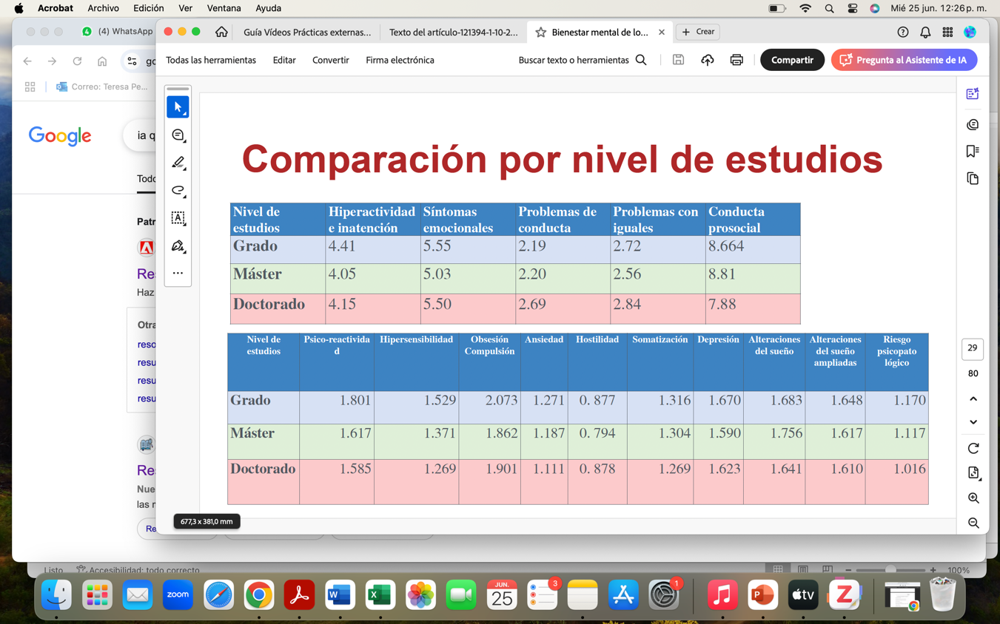 Acrobat Archivo Edición Ver Ventana Ayuda Mié 25 jun. 12:26 p. m.
(4) WhatsApp
Guía Vídeos Prácticas externas... Texto del artículo-121394-1-10-2... Bienestar mental de lo... × + Crear
Todas las herramientas Editar Convertir Firma electrónica Buscar texto o herramientas Compartir Pregunta al Asistente de IA
go
Correo: Teresa Pe...
Google
ia q
Todo
Patr
Re
Haz
Otra
reso
resu
resu
resu
Re
Nue
las r
Re
Comparación por nivel de estudios
Nivel de estudios Hiperactividad e inatención Síntomas emocionales Problemas de conducta Problemas con iguales Conducta prosocial
Grado 4.41 5.55 2.19 2.72 8.664
Máster 4.05 5.03 2.20 2.56 8.81
Doctorado 4.15 5.50 2.69 2.84 7.88
Nivel de estudios Psico-reactividad Hipersensibilidad Obsesión Compulsión Ansiedad Hostilidad Somatización Depresión Alteraciones del sueño Alteraciones del sueño ampliadas Riesgo psicopato lógico
Grado 1.801 1.529 2.073 1.271 0. 877 1.316 1.670 1.683 1.648 1.170
Máster 1.617 1.371 1.862 1.187 0. 794 1.304 1.590 1.756 1.617 1.117
Doctorado 1.585 1.269 1.901 1.111 0. 878 1.269 1.623 1.641 1.610 1.016
29
80
677,3 x 381,0 mm
Listo Accesibilidad: todo correcto 100%
zoom W X JUN. 25 3 1 P tv Z